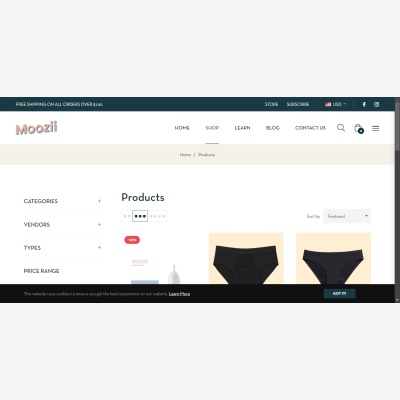 FREE SHIPPING ON ALL ORDERS OVER $100
STORE SUBSCRIBE USD
Moozii
HOME SHOP LEARN BLOG CONTACT US
Home / Products
CATEGORIES +
VENDORS +
TYPES +
PRICE RANGE
Products
Sort by Featured
MOOZII
This website uses cookies to ensure you get the best experience on our website. Learn More
GOT IT!